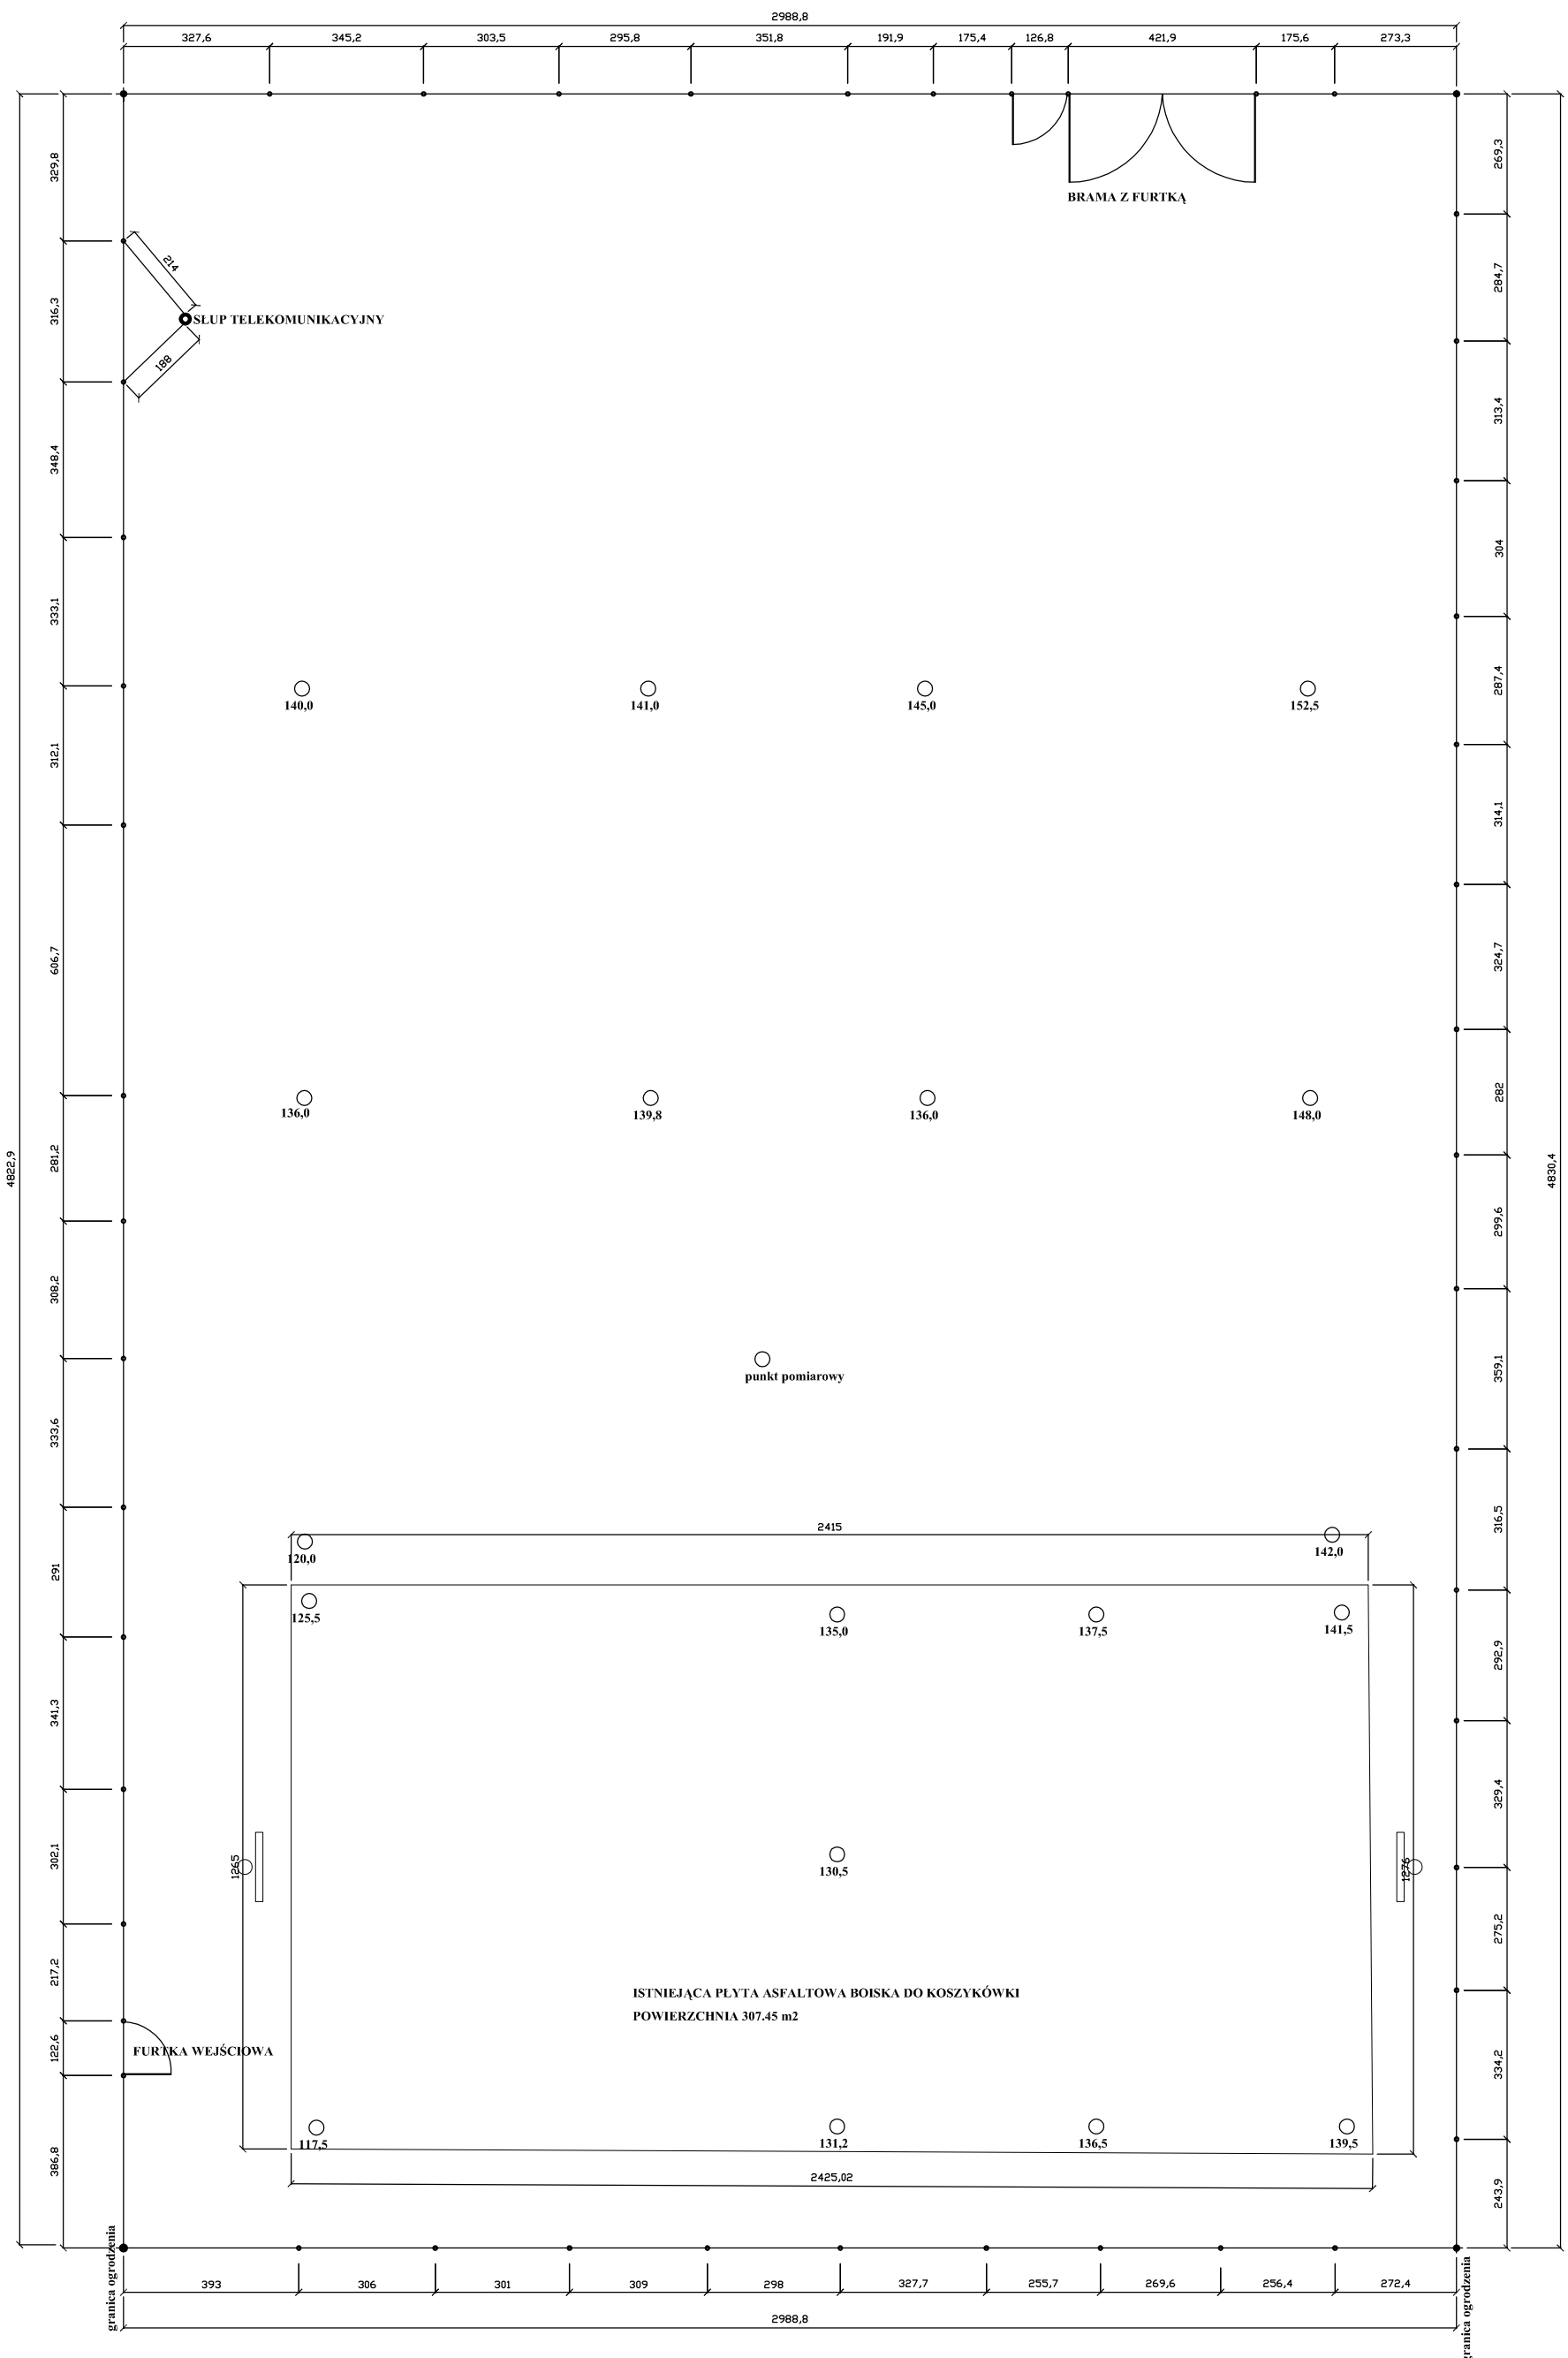 2988,8
327,6 345,2 303,5 295,8 351,8 191,9 175,4 126,8 421,9 175,6 273,3
BRAMA Z FURTKĄ
329,8
316,3
348,4
333,1
312,1
606,7
281,2
308,2
333,6
291
341,3
302,1
217,2
122,6
386,8
4822,9
214
SŁUP TELEKOMUNIKACYJNY
188
140,0 141,0 145,0 152,5
136,0 139,8 136,0 148,0
punkt pomiarowy
2415
120,0 142,0
125,5 135,0 137,5 141,5
1265 130,5 1276
ISTNIEJĄCA PŁYTA ASFALTOWA BOISKA DO KOSZYKÓWKI
POWIERZCHNIA 307.45 m2
FURTKA WEJŚCIOWA
117,5 131,2 136,5 139,5
2425,02
269,3
284,7
313,4
304
287,4
314,1
324,7
282
299,6
359,1
316,5
292,9
329,4
275,2
334,2
243,9
4830,4
granica ogrodzenia
granica ogrodzenia
393 306 301 309 298 327,7 255,7 269,6 256,4 272,4
2988,8